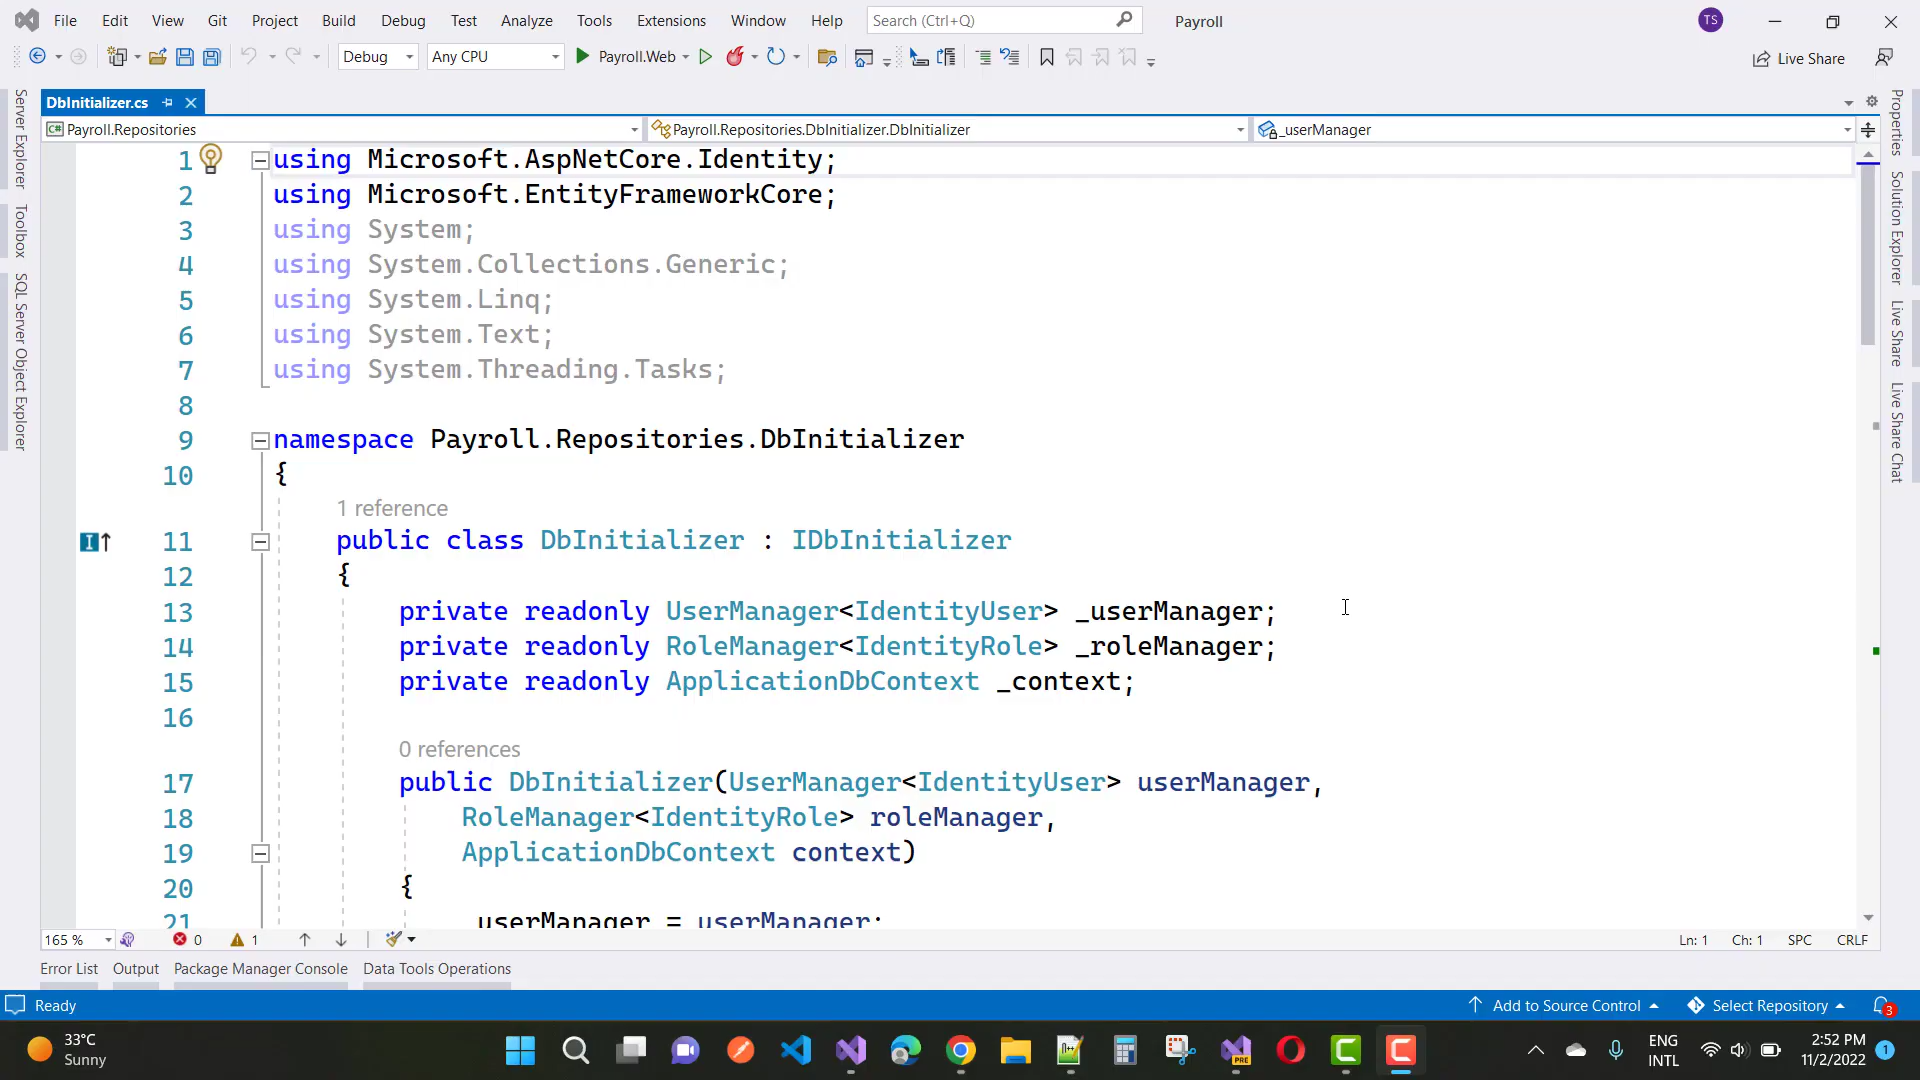 File Edit View Git Project Build Debug Test Analyze Tools Extensions Window Help Search (Ctrl+Q) Payroll TS
Debug Any CPU Payroll.Web Live Share
DbInitializer.cs
Payroll.Repositories Payroll.Repositories.DbInitializer.DbInitializer _userManager
Server Explorer
Toolbox
SQL Server Object Explorer
Properties
Solution Explorer
Live Share
Live Share Chat
1 using Microsoft.AspNetCore.Identity;
2 using Microsoft.EntityFrameworkCore;
3 using System;
4 using System.Collections.Generic;
5 using System.Linq;
6 using System.Text;
7 using System.Threading.Tasks;
8
9 namespace Payroll.Repositories.DbInitializer
10 {
1 reference
11 public class DbInitializer : IDbInitializer
12 {
13 private readonly UserManager<IdentityUser> _userManager;
14 private readonly RoleManager<IdentityRole> _roleManager;
15 private readonly ApplicationDbContext _context;
16
0 references
17 public DbInitializer(UserManager<IdentityUser> userManager,
18 RoleManager<IdentityRole> roleManager,
19 ApplicationDbContext context)
20 {
21 userManager = userManager;
165 % 0 1 Ln: 1 Ch: 1 SPC CRLF
Error List Output Package Manager Console Data Tools Operations
Ready Add to Source Control Select Repository 3
33°C
Sunny
PRE
ENG
INTL
2:52 PM
11/2/2022
1